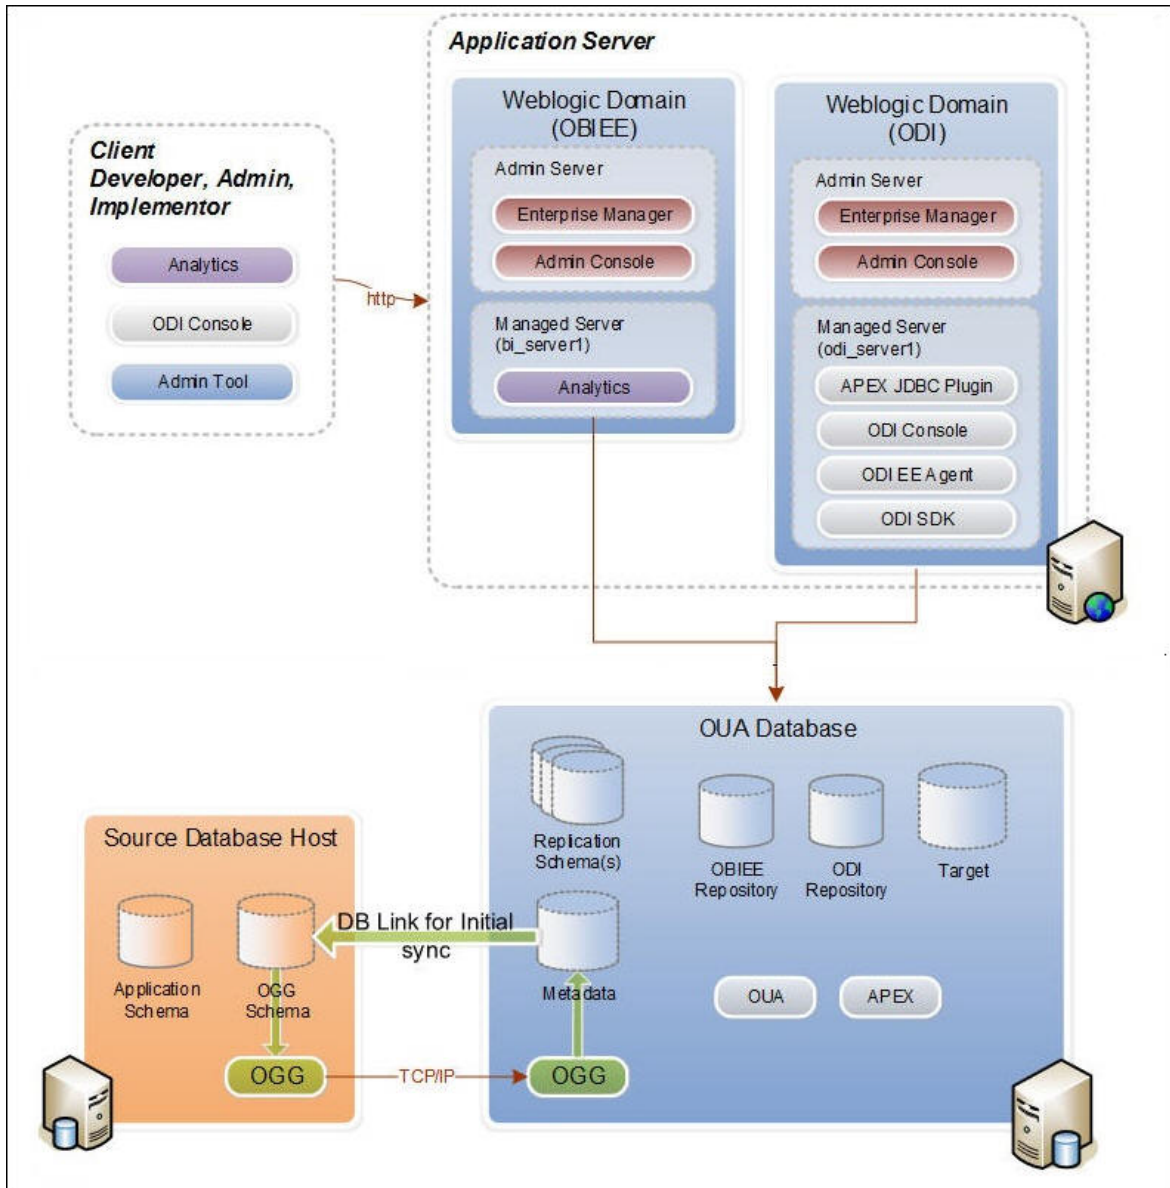 Application Server
Weblogic Domain
(OBIEE)
Admin Server
Enterprise Manager
Admin Console
Managed Server
(bi_server1)
Analytics
Weblogic Domain
(ODI)
Admin Server
Enterprise Manager
Admin Console
Managed Server
(odi_server1)
APEX JDBC Plugin
ODI Console
ODI EE Agent
ODI SDK
Client
Developer, Admin,
Implementor
Analytics
ODI Console
Admin Tool
http
OUA Database
Replication
Schema(s)
OBIEE
Repository
ODI
Repository
Target
Metadata
OUA
APEX
OGG
Source Database Host
Application
Schema
OGG
Schema
OGG
DB Link for Initial
sync
TCP/IP